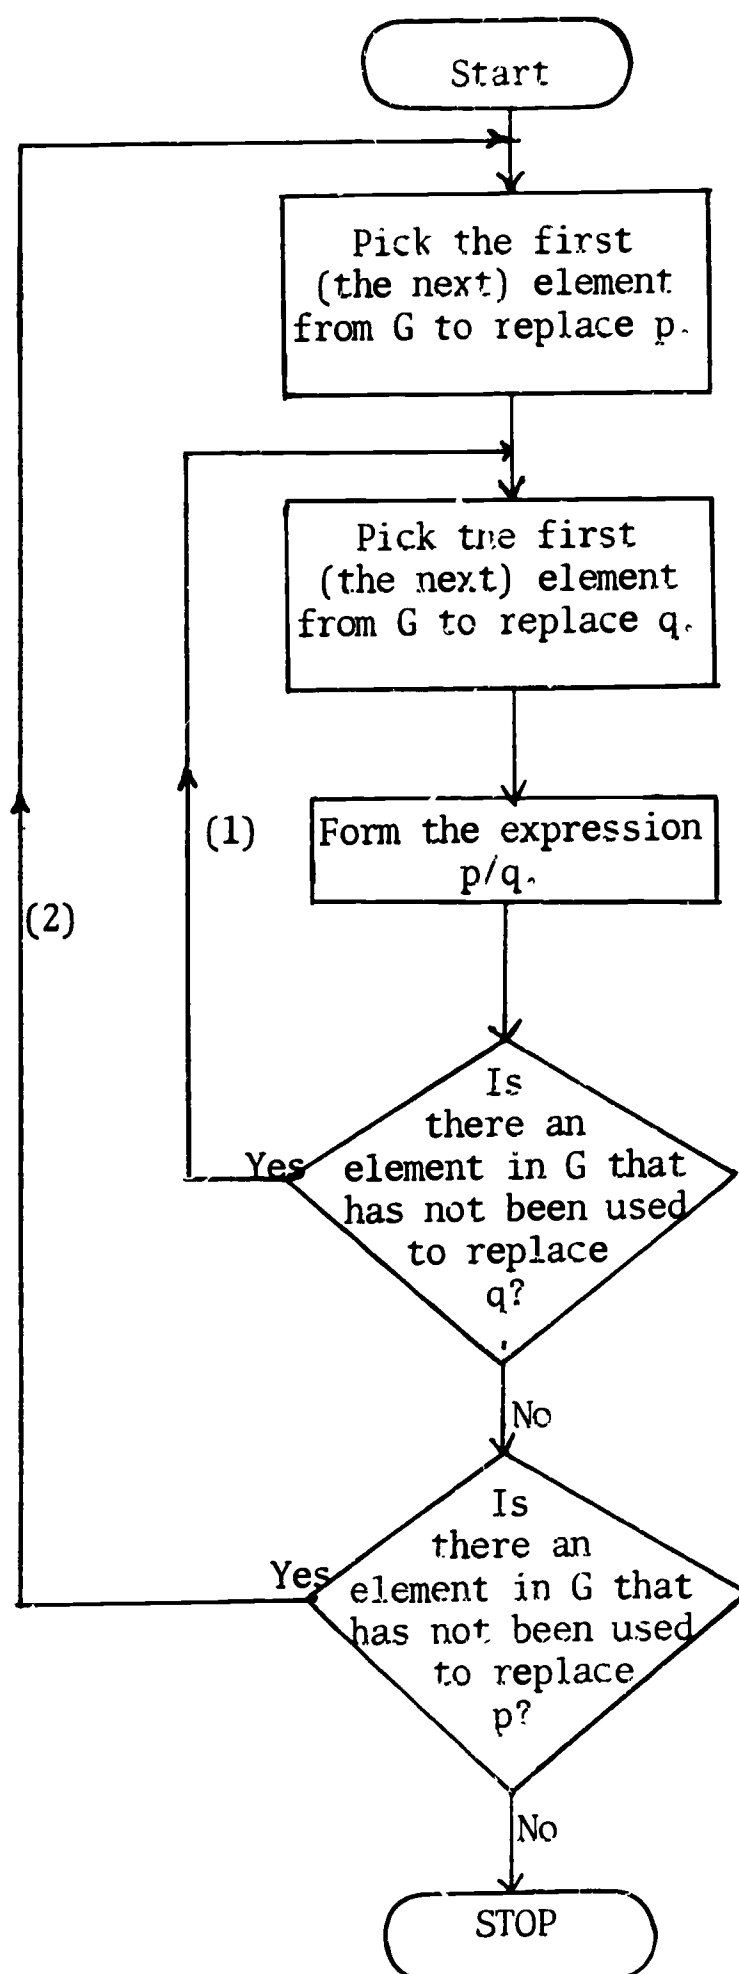 Start
Pick the first
(the next) element
from G to replace p.
Pick the first
(the next) element
from G to replace q.
(1)
Form the expression
p/q.
(2)
Is
there an
Yes
element in G that
has not been used
to replace
q?
No
Is
there an
Yes
element in G that
has not been used
to replace
p?
No
STOP